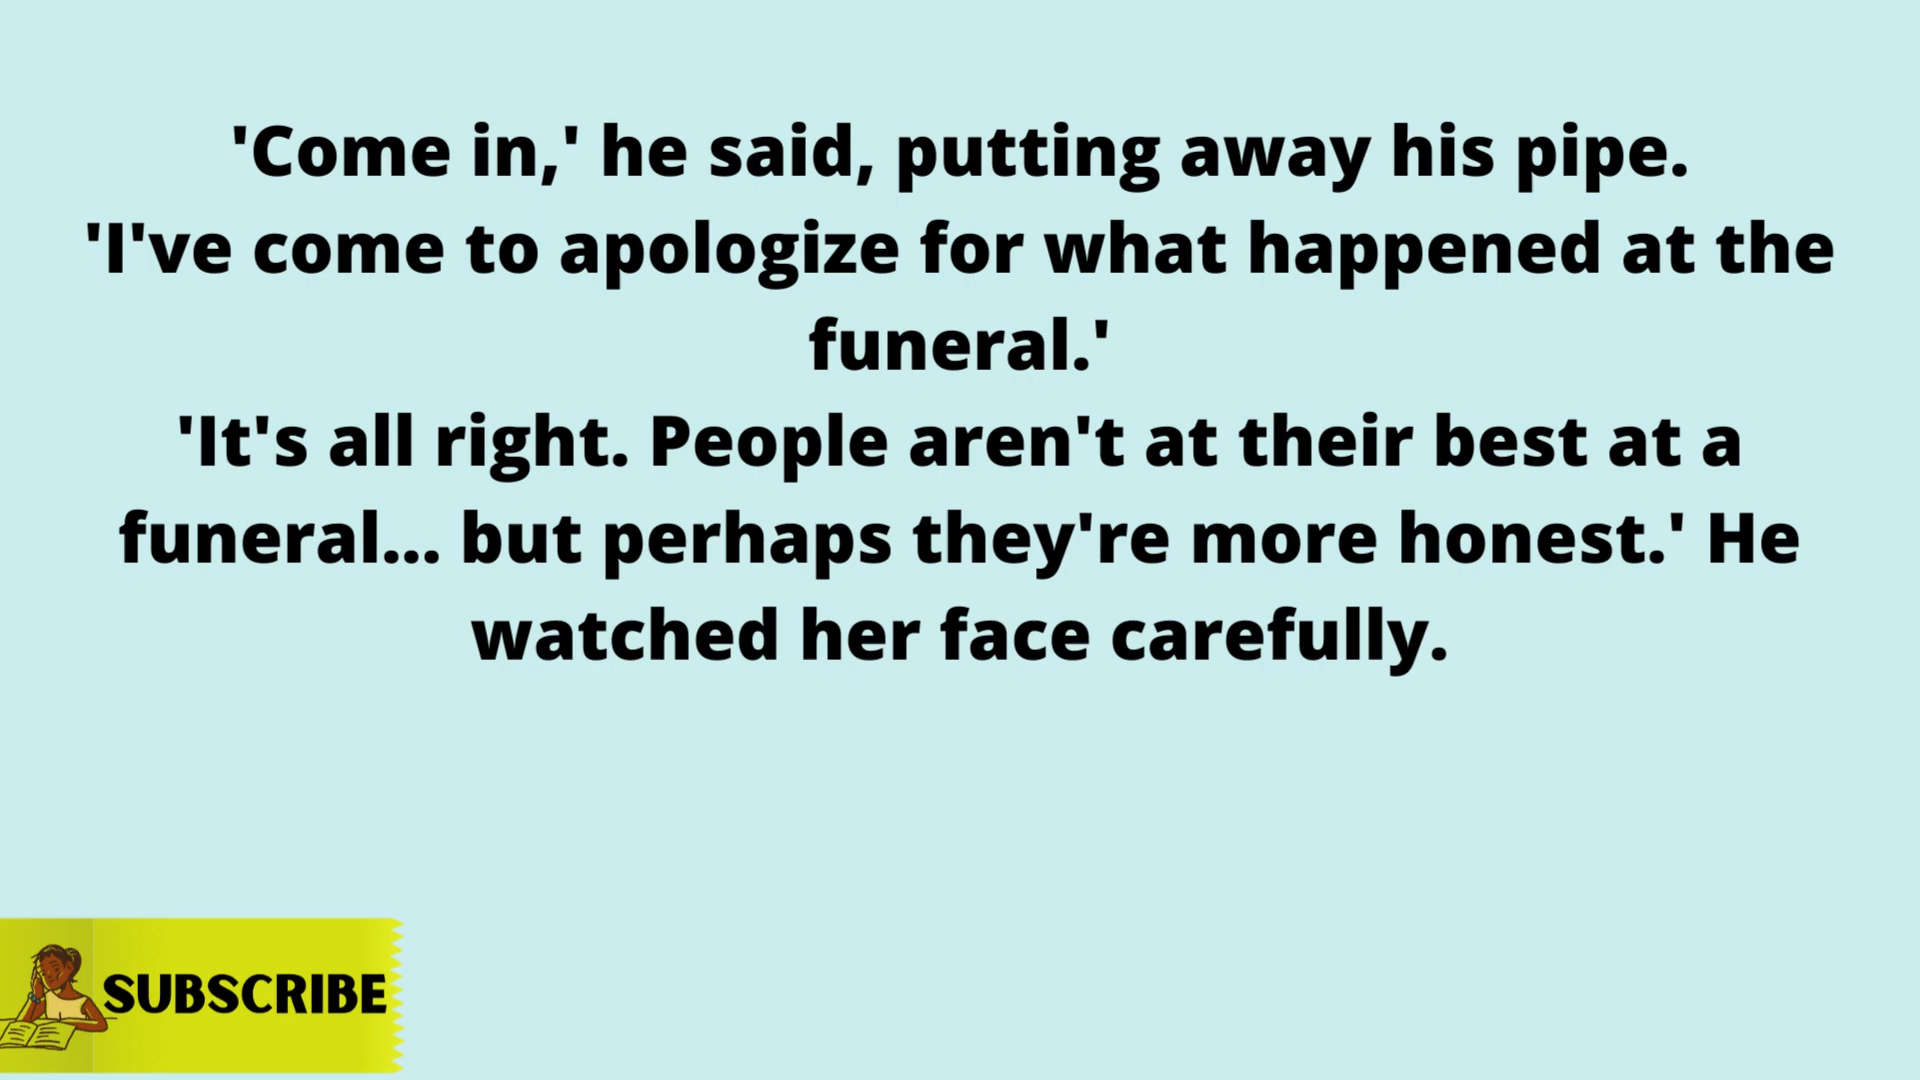 'Come in,' he said, putting away his pipe.
'I've come to apologize for what happened at the
funeral.'
'It's all right. People aren't at their best at a
funeral... but perhaps they're more honest.' He
watched her face carefully.
SUBSCRIBE